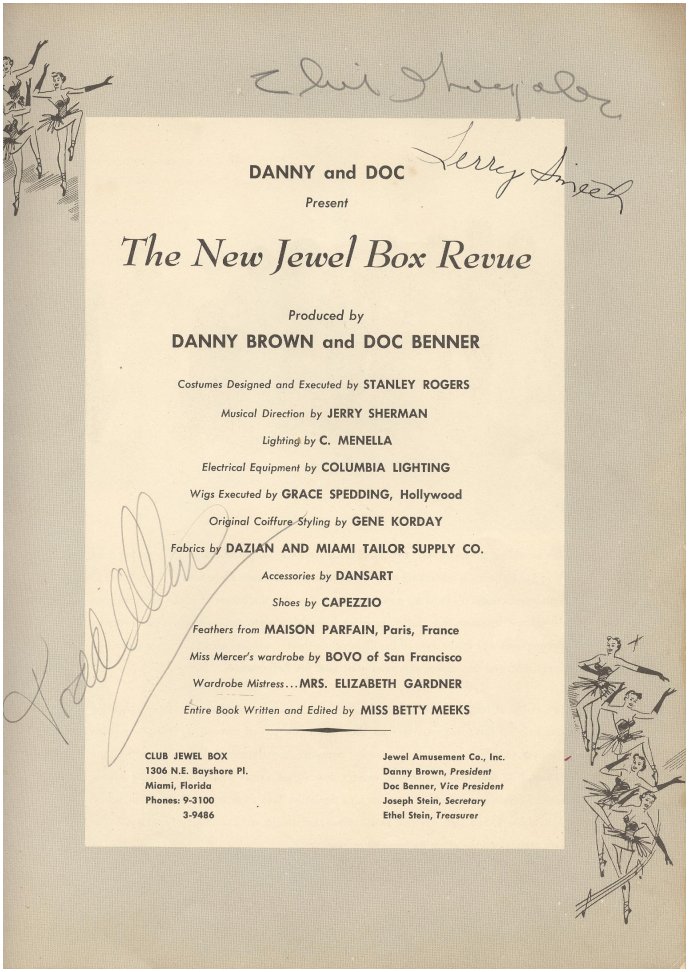 Terry
DANNY and DOC
Present
The New Jewel Box Revue
Produced by
DANNY BROWN and DOC BENNER
Costumes Designed and Executed by STANLEY ROGERS
Musical Direction by JERRY SHERMAN
Lighting by C. MENELLA
Electrical Equipment by COLUMBIA LIGHTING
Wigs Executed by GRACE SPEDDING, Hollywood
Original Coiffure Styling by GENE KORDAY
Fabrics by DAZIAN AND MIAMI TAILOR SUPPLY CO.
Accessories by DANSART
Shoes by CAPEZZIO
Feathers from MAISON PARFAIN, Paris, France
Miss Mercer's wardrobe by BOVO of San Francisco
Wardrobe Mistress...MRS. ELIZABETH GARDNER
Entire Book Written and Edited by MISS BETTY MEEKS
Todd Allen
CLUB JEWEL BOX
1306 N.E. Bayshore Pl.
Miami, Florida
Phones: 9-3100
3-9486
Jewel Amusement Co., Inc.
Danny Brown, President
Doc Benner, Vice President
Joseph Stein, Secretary
Ethel Stein, Treasurer